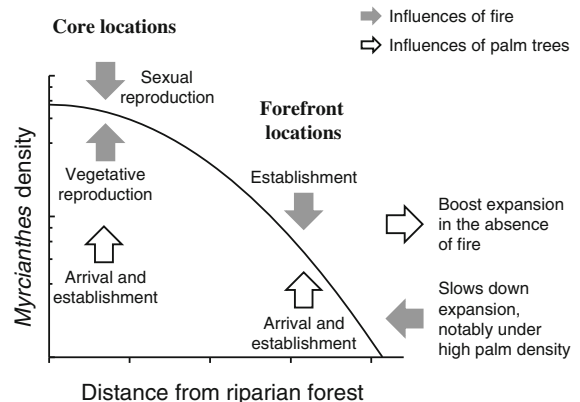 Influences of fire
Influences of palm trees
Core locations
Sexual
reproduction
Forefront
locations
Vegetative
reproduction
Establishment
Boost expansion
in the absence
of fire
Arrival and
establishment
Arrival and
establishment
Slows down
expansion,
notably under
high palm density
Myrcianthes density
Distance from riparian forest